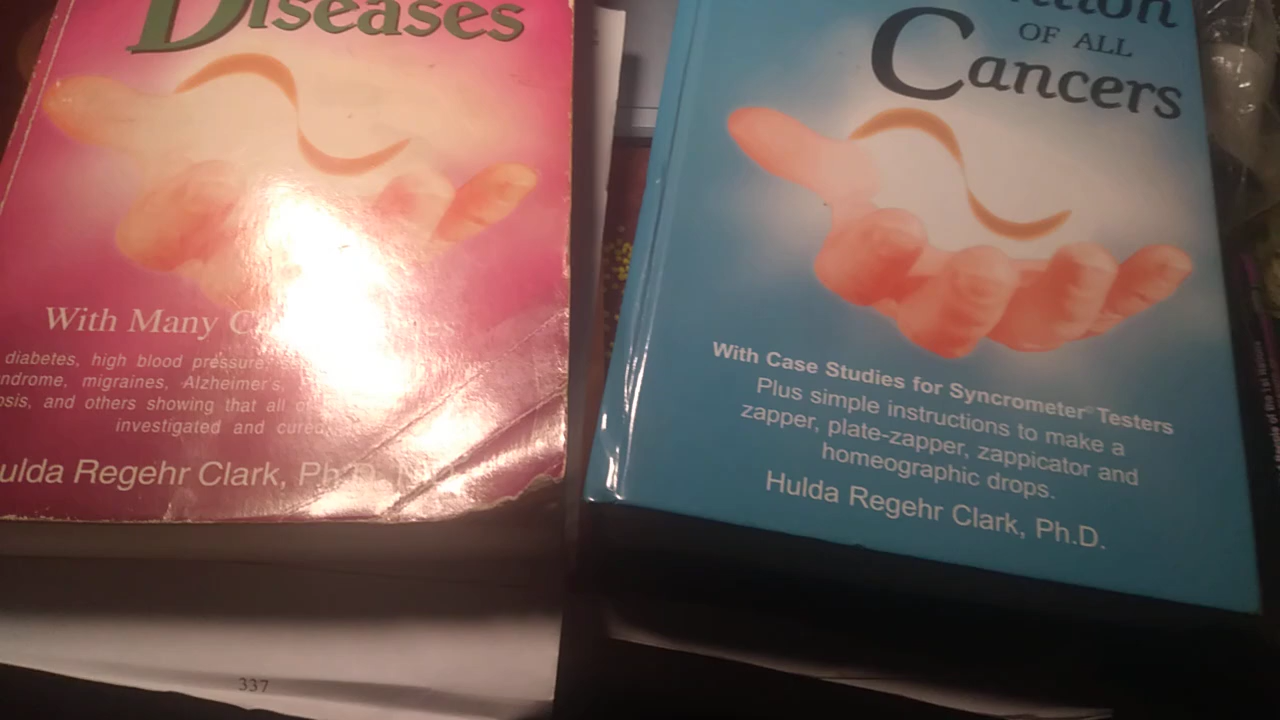 Diseases
With Many
diabetes, high blood pressure,
ndrome, migraines, Alzheimer's,
osis, and others showing that all
investigated and cured
ulda Regehr Clark, Ph.D.
337
OF ALL
Cancers
With Case Studies for Syncrometer® Testers
Plus simple instructions to make a
zapper, plate-zapper, zappicator and
homeographic drops.
Hulda Regehr Clark, Ph.D.